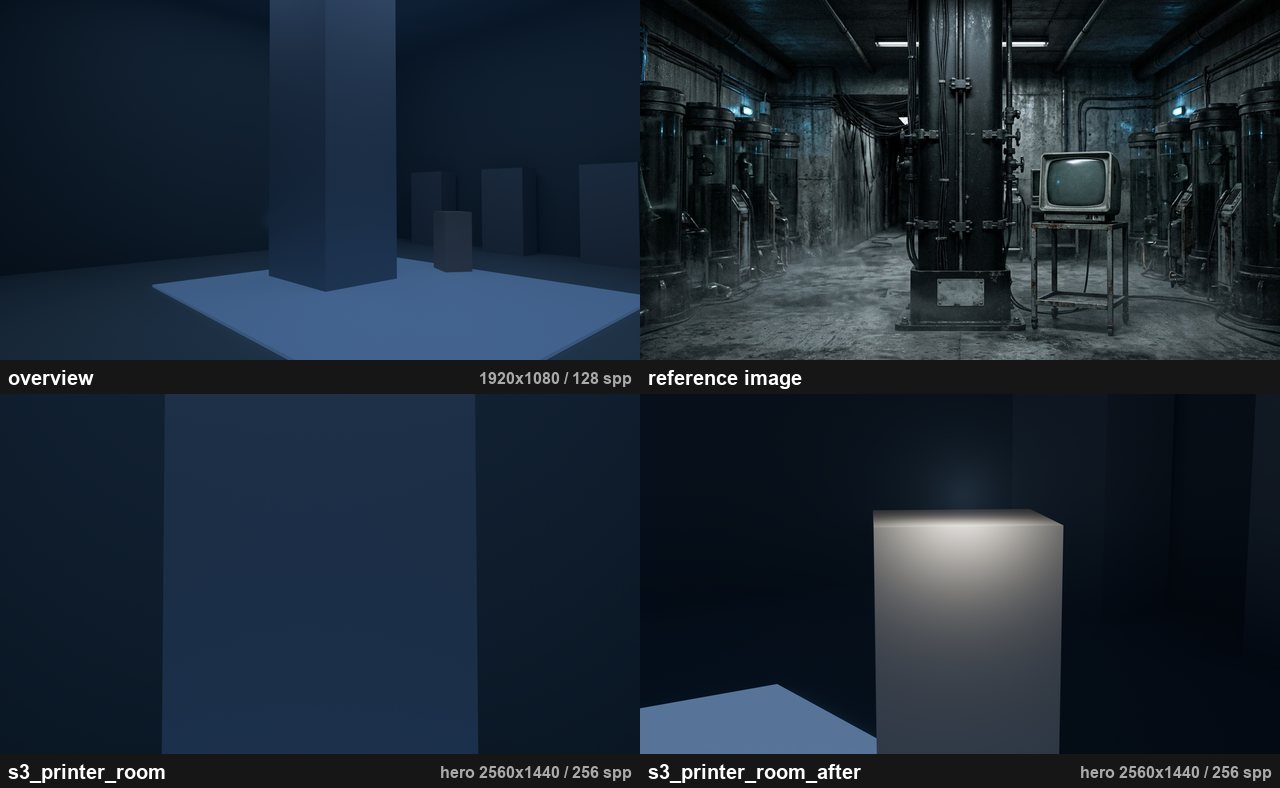 overview
1920x1080 / 128 spp
reference image
s3_printer_room
hero 2560x1440 / 256 spp
s3_printer_room_after
hero 2560x1440 / 256 spp